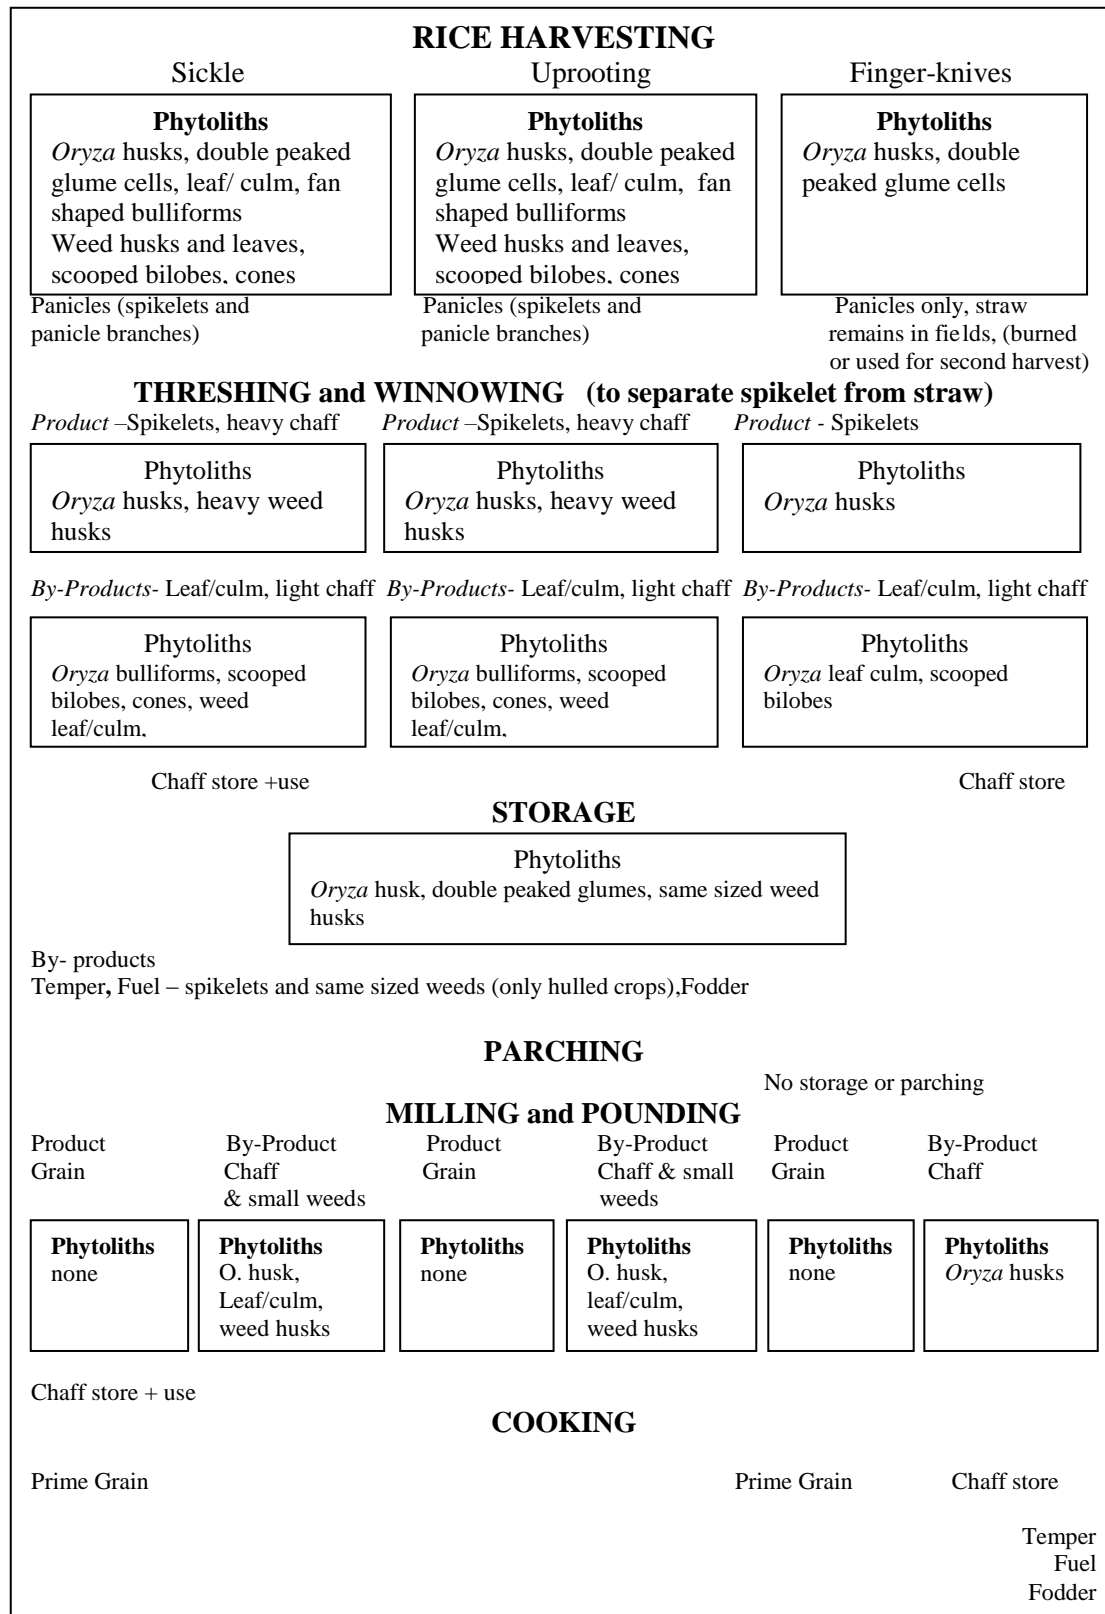 RICE HARVESTING
Sickle
Uprooting
Finger-knives
Phytoliths
Oryza husks, double peaked
glume cells, leaf/ culm, fan
shaped bulliforms
Weed husks and leaves,
scooped bilobes, cones
Phytoliths
Oryza husks, double peaked
glume cells, leaf/ culm, fan
shaped bulliforms
Weed husks and leaves,
scooped bilobes, cones
Phytoliths
Oryza husks, double
peaked glume cells
Panicles (spikelets and
panicle branches)
Panicles (spikelets and
panicle branches)
Panicles only, straw
remains in fields, (burned
or used for second harvest)
THRESHING and WINNOWING (to separate spikelet from straw)
Product –Spikelets, heavy chaff
Product –Spikelets, heavy chaff
Product - Spikelets
Phytoliths
Oryza husks, heavy weed
husks
Phytoliths
Oryza husks, heavy weed
husks
Phytoliths
Oryza husks
By-Products- Leaf/culm, light chaff
By-Products- Leaf/culm, light chaff
By-Products- Leaf/culm, light chaff
Phytoliths
Oryza bulliforms, scooped
bilobes, cones, weed
leaf/culm,
Phytoliths
Oryza bulliforms, scooped
bilobes, cones, weed
leaf/culm,
Phytoliths
Oryza leaf culm, scooped
bilobes
Chaff store +use
Chaff store
STORAGE
Phytoliths
Oryza husk, double peaked glumes, same sized weed
husks
By- products
Temper, Fuel – spikelets and same sized weeds (only hulled crops),Fodder
PARCHING
No storage or parching
MILLING and POUNDING
Product
Grain
By-Product
Chaff
& small weeds
Product
Grain
By-Product
Chaff & small
weeds
Product
Grain
By-Product
Chaff
Phytoliths
none
Phytoliths
O. husk,
Leaf/culm,
weed husks
Phytoliths
none
Phytoliths
O. husk,
leaf/culm,
weed husks
Phytoliths
none
Phytoliths
Oryza husks
Chaff store + use
COOKING
Prime Grain
Prime Grain
Chaff store
Temper
Fuel
Fodder